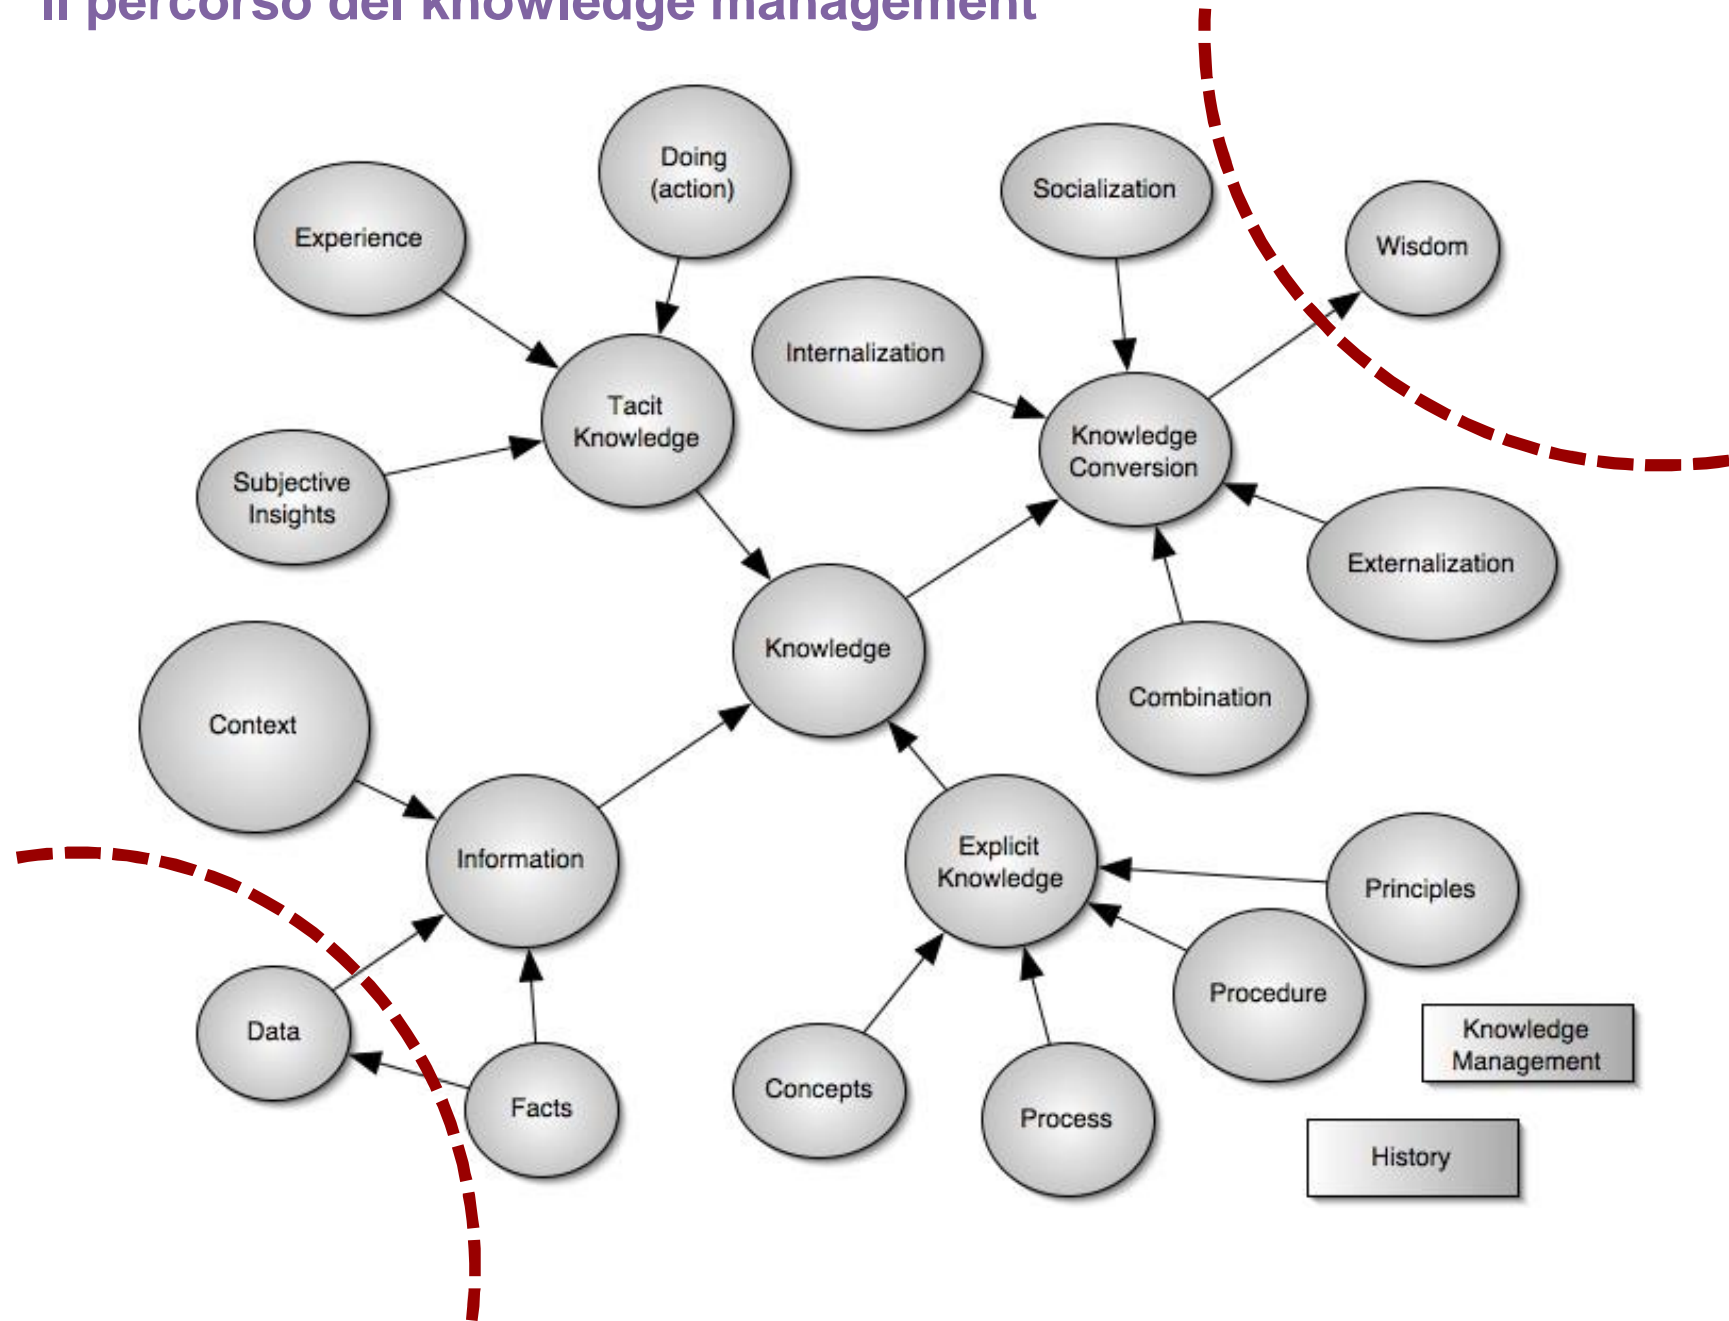 Il percorso del knowledge management
Doing
(action)
Experience
Socialization
Wisdom
Internalization
Tacit
Knowledge
Knowledge
Conversion
Subjective
Insights
Externalization
Knowledge
Combination
Context
Information
Explicit
Knowledge
Principles
Procedure
Data
Facts
Concepts
Process
Knowledge
Management
History